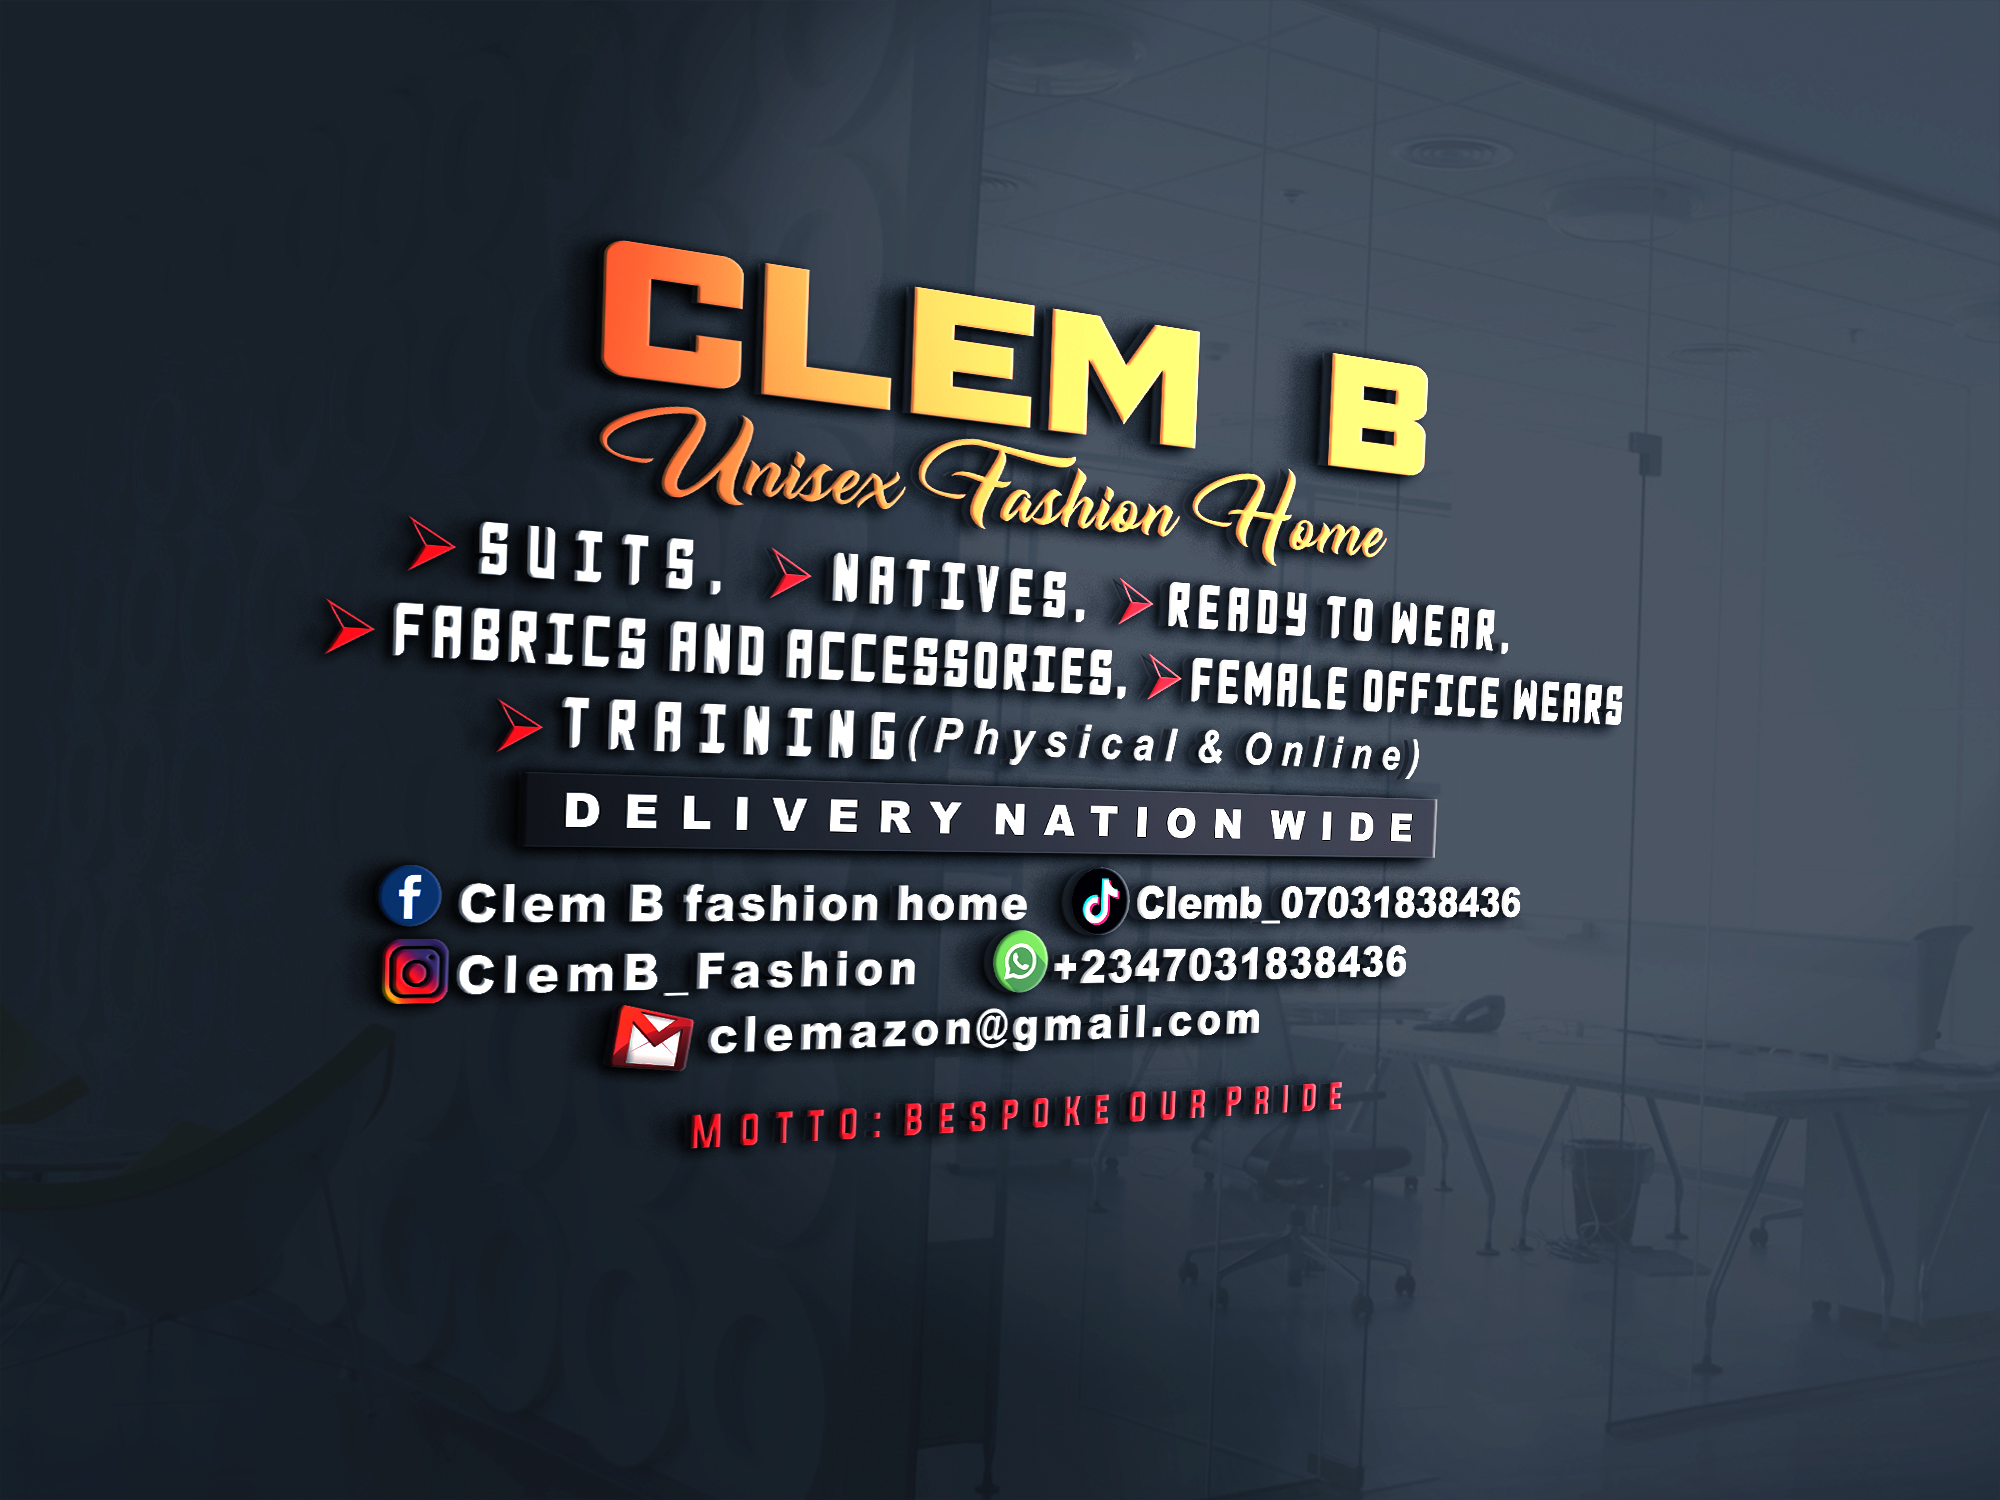 CLEM B
Unisex Fashion Home
SUITS, NATIVES, READY TO WEAR,
FABRICS AND ACCESSORIES, FEMALE OFFICE WEARS
TRAINING (Physical & Online)
DELIVERY NATION WIDE
Clem B fashion home Clemb_07031838436
ClemB_Fashion +2347031838436
clemazon@gmail.com
MOTTO: BESPOKE OUR PRIDE